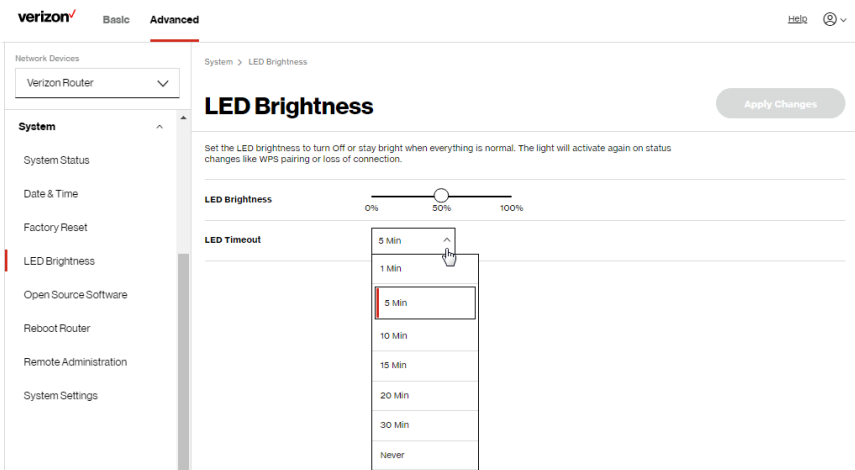 verizon✓
Basic
Advanced
Help
Network Devices
Verizon Router
System
System Status
Date & Time
Factory Reset
LED Brightness
Open Source Software
Reboot Router
Remote Administration
System Settings
System > LED Brightness
LED Brightness
Apply Changes
Set the LED brightness to turn Off or stay bright when everything is normal. The light will activate again on status
changes like WPS pairing or loss of connection.
LED Brightness
0% 50% 100%
LED Timeout
5 Min
1 Min
5 Min
10 Min
15 Min
20 Min
30 Min
Never